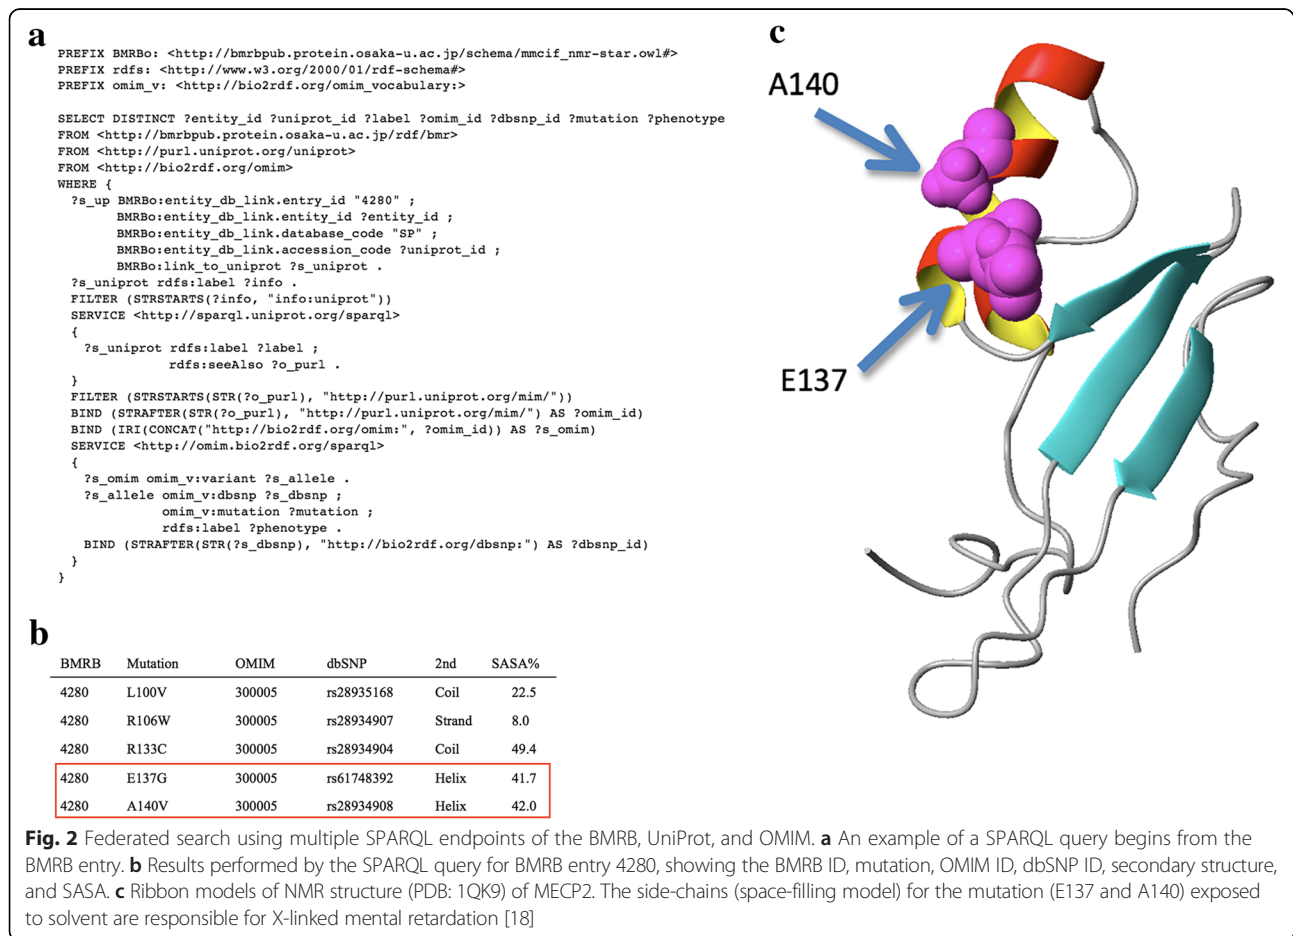 a
PREFIX BMRBo: <http://bmrbpub.protein.osaka-u.ac.jp/schema/mmcif_nmr-star.owl#>
PREFIX rdfs: <http://www.w3.org/2000/01/rdf-schema#>
PREFIX omim_v: <http://bio2rdf.org/omim_vocabulary:>
SELECT DISTINCT ?entity_id ?uniprot_id ?label ?omim_id ?dbsnp_id ?mutation ?phenotype
FROM <http://bmrbpub.protein.osaka-u.ac.jp/rdf/bmr>
FROM <http://purl.uniprot.org/uniprot>
FROM <http://bio2rdf.org/omim>
WHERE {
?s_up BMRBo:entity_db_link.entry_id "4280" ;
BMRBo:entity_db_link.entity_id ?entity_id ;
BMRBo:entity_db_link.database_code "SP" ;
BMRBo:entity_db_link.accession_code ?uniprot_id ;
BMRBo:link_to_uniprot ?s_uniprot .
?s_uniprot rdfs:label ?info .
FILTER (STRSTARTS(?info, "info:uniprot"))
SERVICE <http://sparql.uniprot.org/sparql>
{
?s_uniprot rdfs:label ?label ;
rdfs:seeAlso ?o_purl .
}
FILTER (STRSTARTS(STR(?o_purl), "http://purl.uniprot.org/mim/"))
BIND (STRAFTER(STR(?o_purl), "http://purl.uniprot.org/mim/") AS ?omim_id)
BIND (IRI(CONCAT("http://bio2rdf.org/omim:", ?omim_id)) AS ?s_omim)
SERVICE <http://omim.bio2rdf.org/sparql>
{
?s_omim omim_v:variant ?s_allele .
?s_allele omim_v:dbsnp ?s_dbsnp ;
omim_v:mutation ?mutation ;
rdfs:label ?phenotype .
BIND (STRAFTER(STR(?s_dbsnp), "http://bio2rdf.org/dbsnp:") AS ?dbsnp_id)
}
}
b
BMRB Mutation OMIM dbSNP 2nd SASA%
4280 L100V 300005 rs28935168 Coil 22.5
4280 R106W 300005 rs28934907 Strand 8.0
4280 R133C 300005 rs28934904 Coil 49.4
4280 E137G 300005 rs61748392 Helix 41.7
4280 A140V 300005 rs28934908 Helix 42.0
c
A140
E137
Fig. 2 Federated search using multiple SPARQL endpoints of the BMRB, UniProt, and OMIM. a An example of a SPARQL query begins from the
BMRB entry. b Results performed by the SPARQL query for BMRB entry 4280, showing the BMRB ID, mutation, OMIM ID, dbSNP ID, secondary structure,
and SASA. c Ribbon models of NMR structure (PDB: 1QK9) of MECP2. The side-chains (space-filling model) for the mutation (E137 and A140) exposed
to solvent are responsible for X-linked mental retardation [18]